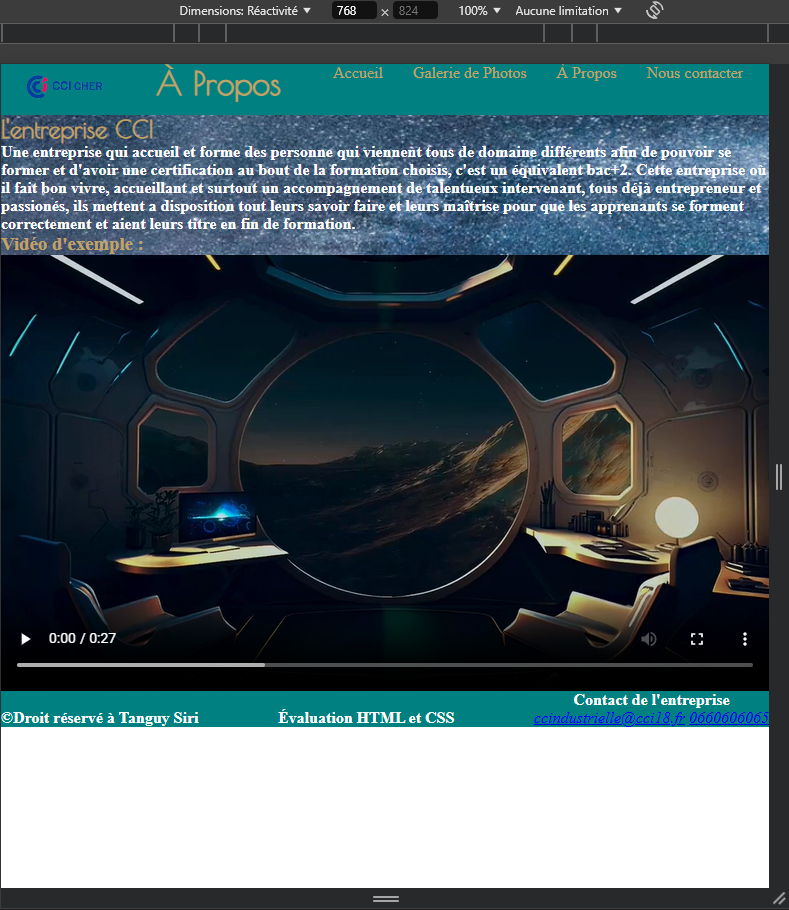 Dimensions: Réactivité
768 × 824
100%
Aucune limitation
CCI CHER
À Propos
Accueil
Galerie de Photos
À Propos
Nous contacter
L'entreprise CCI
Une entreprise qui accueil et forme des personne qui viennent tous de domaine différents afin de pouvoir se
former et d'avoir une certification au bout de la formation choisis, c'est un équivalent bac+2. Cette entreprise où
il fait bon vivre, accueillant et surtout un accompagnement de talentueux intervenant, tous déjà entrepreneur et
passionés, ils mettent a disposition tout leurs savoir faire et leurs maîtrise pour que les apprenants se forment
correctement et aient leurs titre en fin de formation.
Vidéo d'exemple :
0:00 / 0:27
Contact de l'entreprise
©Droit réservé à Tanguy Siri
Évaluation HTML et CSS
ccindustrielle@cci18.fr 0660606065